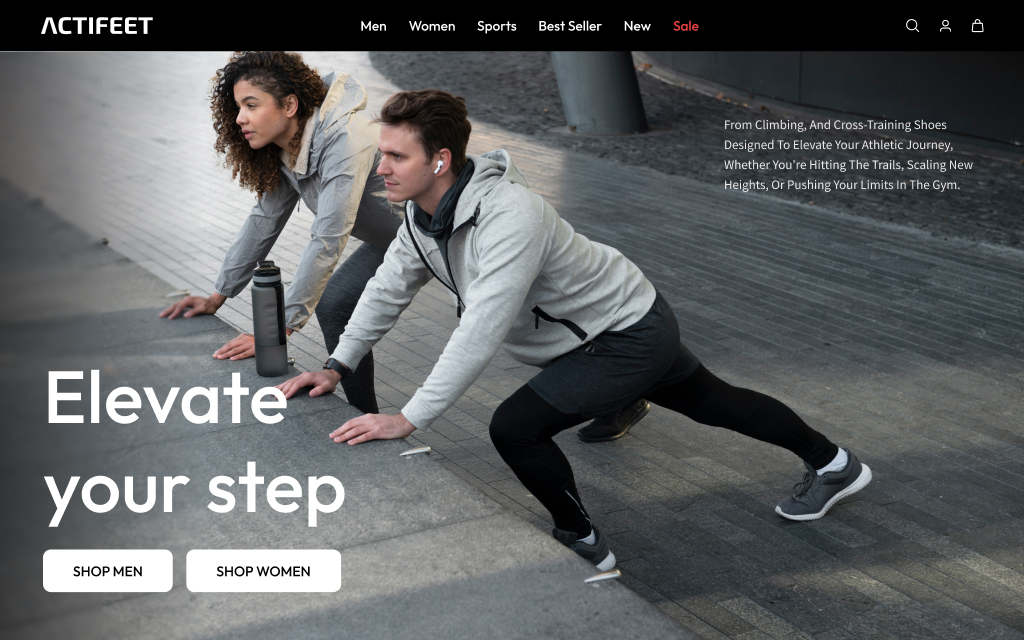 ACTIFEET
Men Women Sports Best Seller New Sale
From Climbing, And Cross-Training Shoes
Designed To Elevate Your Athletic Journey,
Whether You're Hitting The Trails, Scaling New
Heights, Or Pushing Your Limits In The Gym.
Elevate
your step
SHOP MEN SHOP WOMEN